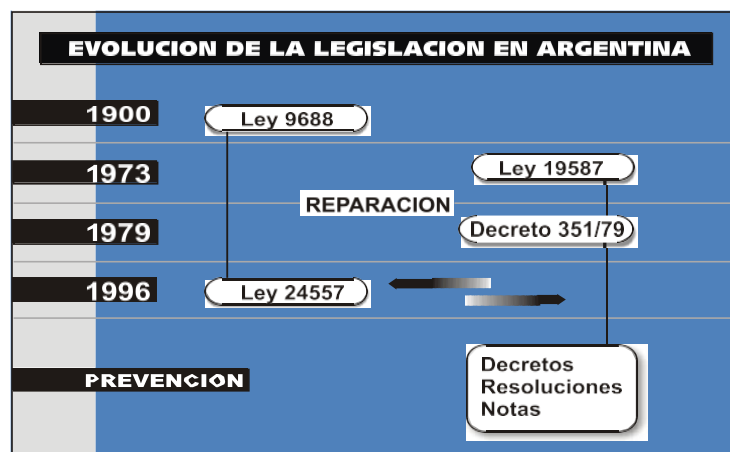 EVOLUCION DE LA LEGISLACION EN ARGENTINA
1900
Ley 9688
1973
Ley 19587
REPARACION
1979
Decreto 351/79
1996
Ley 24557
PREVENCION
Decretos
Resoluciones
Notas